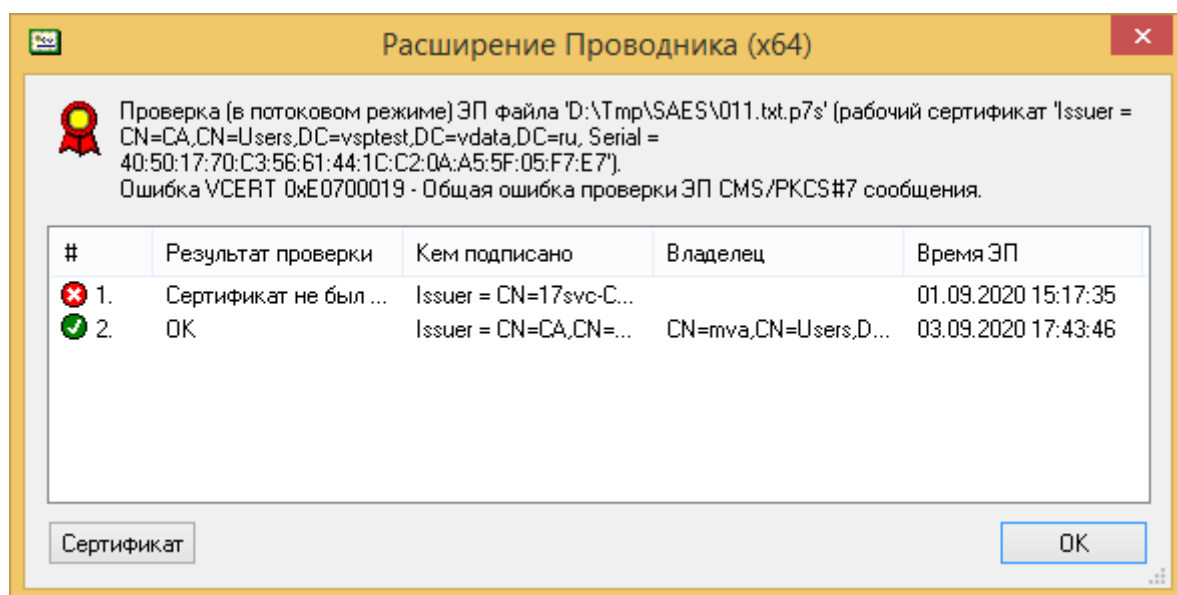 Расширение Проводника (x64)
Проверка (в потоковом режиме) ЭП файла 'D:\Tmp\SAES\011.txt.p7s' (рабочий сертификат 'Issuer =
CN=CA,CN=Users,DC=vsptest,DC=vdata,DC=ru, Serial =
40:50:17:70:C3:56:61:44:1C:C2:0A:A5:5F:05:F7:E7').
Ошибка VCERT 0xE0700019 - Общая ошибка проверки ЭП CMS/PKCS#7 сообщения.
# Результат проверки Кем подписано Владелец Время ЭП
1. Сертификат не был ... Issuer = CN=17svc-C... 01.09.2020 15:17:35
2. OK Issuer = CN=CA,CN=... CN=mva,CN=Users,D... 03.09.2020 17:43:46
Сертификат OK